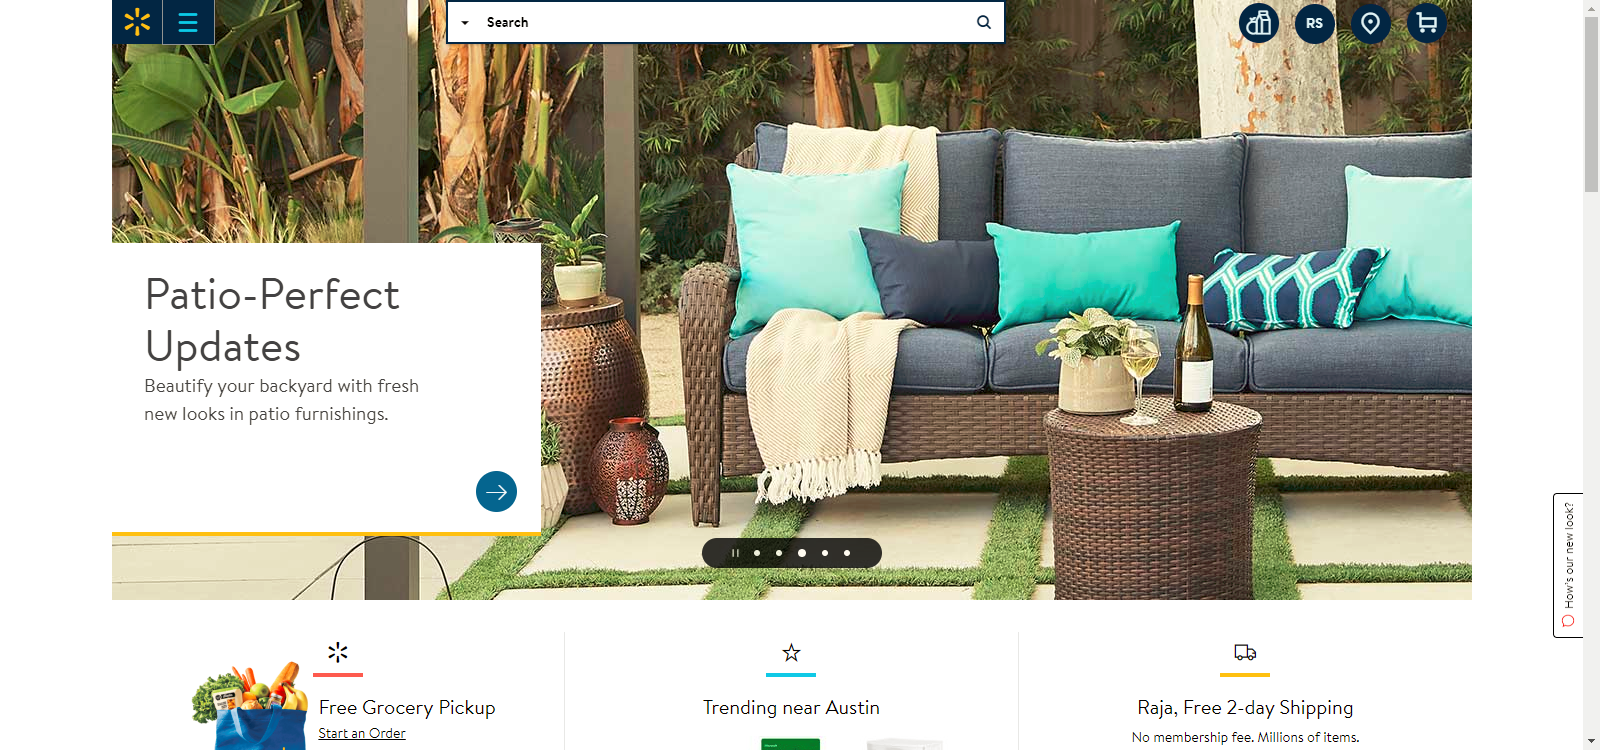 Search
RS
Patio-Perfect
Updates
Beautify your backyard with fresh
new looks in patio furnishings.
How's our new look?
Free Grocery Pickup
Start an Order
Trending near Austin
Raja, Free 2-day Shipping
No membership fee. Millions of items.